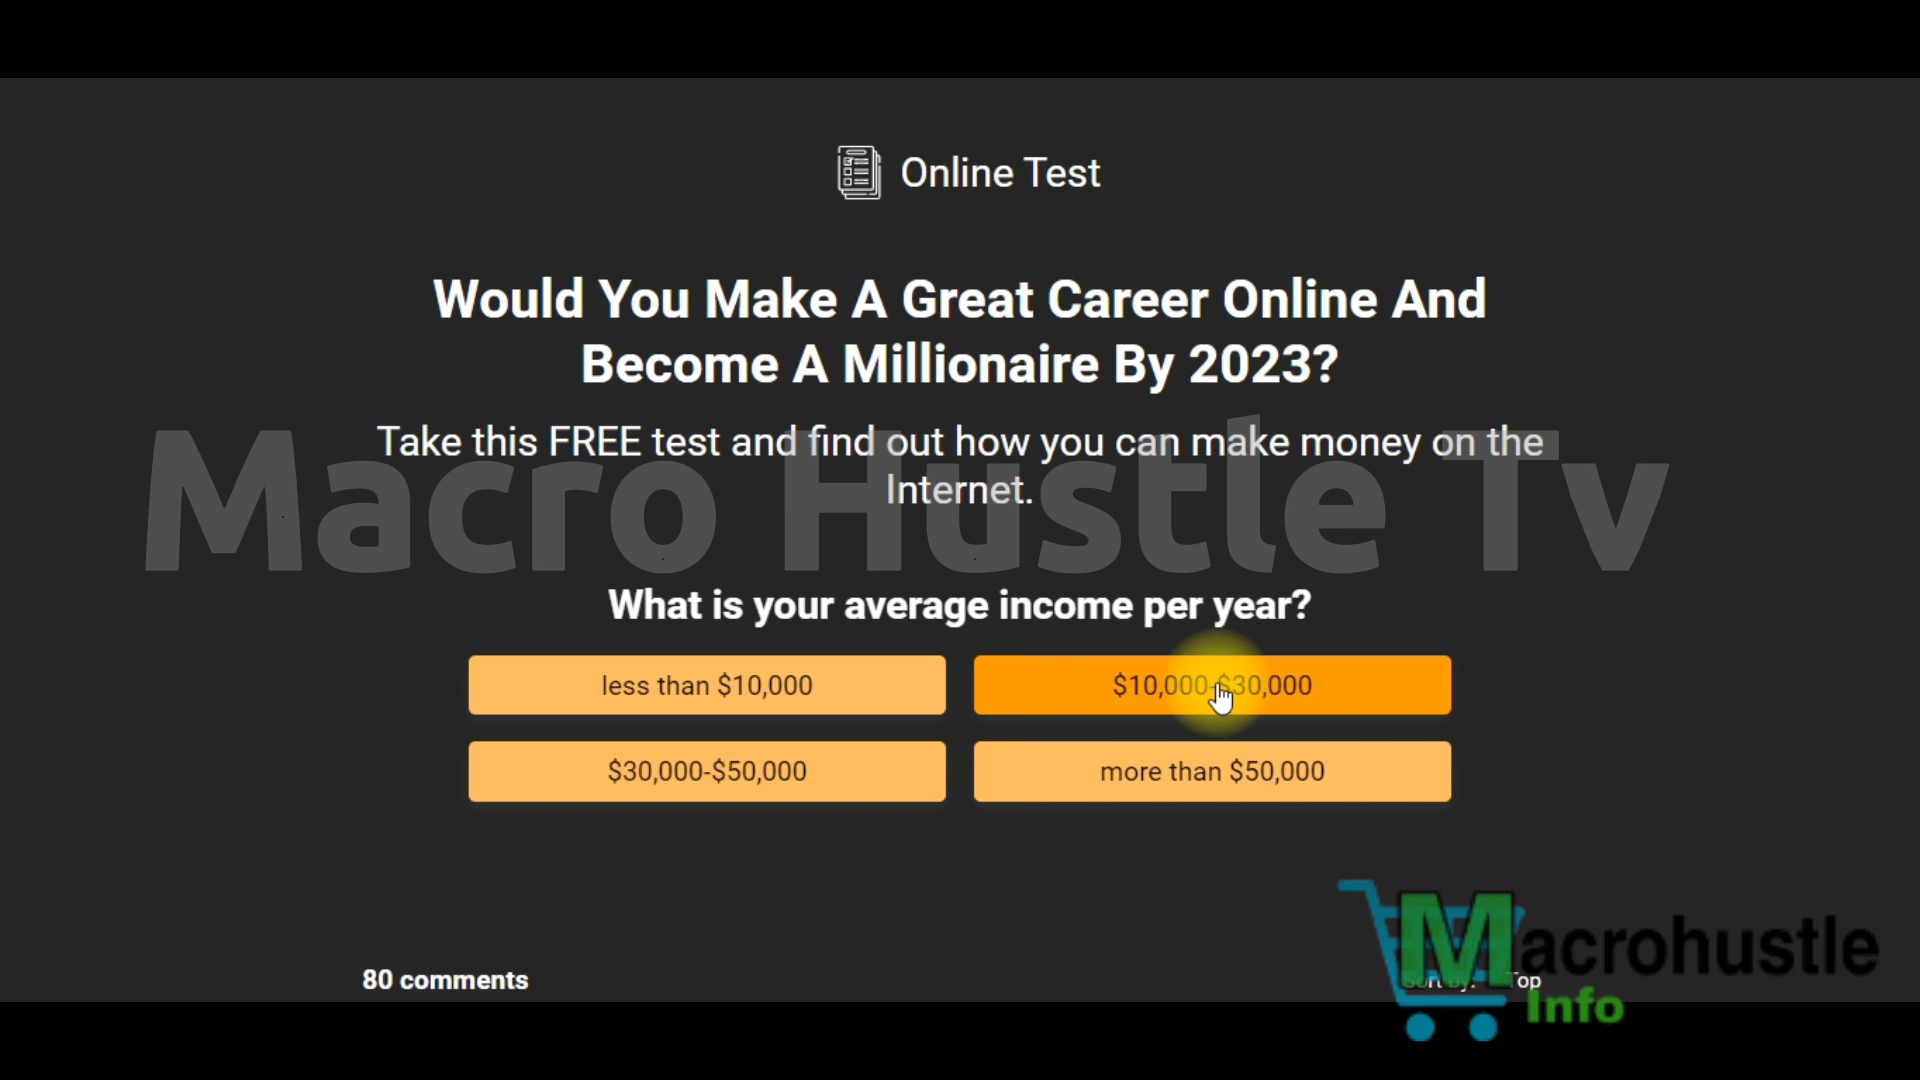 Online Test
Would You Make A Great Career Online And
Become A Millionaire By 2023?
Take this FREE test and find out how you can make money on the
Internet.
Macro Hustle Tv
What is your average income per year?
less than $10,000
$10,000-$30,000
$30,000-$50,000
more than $50,000
80 comments
Sort by: Top
Macrohustle
Info